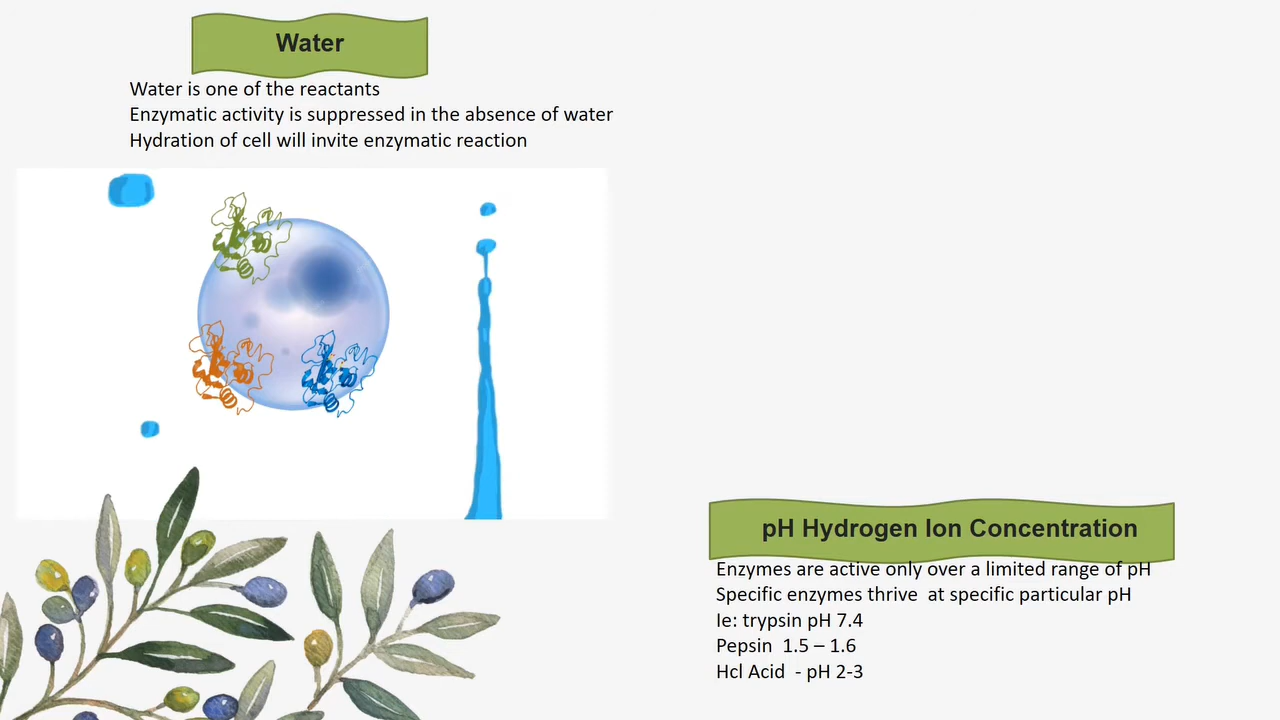 Water
Water is one of the reactants
Enzymatic activity is suppressed in the absence of water
Hydration of cell will invite enzymatic reaction
pH Hydrogen Ion Concentration
Enzymes are active only over a limited range of pH
Specific enzymes thrive at specific particular pH
Ie: trypsin pH 7.4
Pepsin 1.5 – 1.6
Hcl Acid - pH 2-3